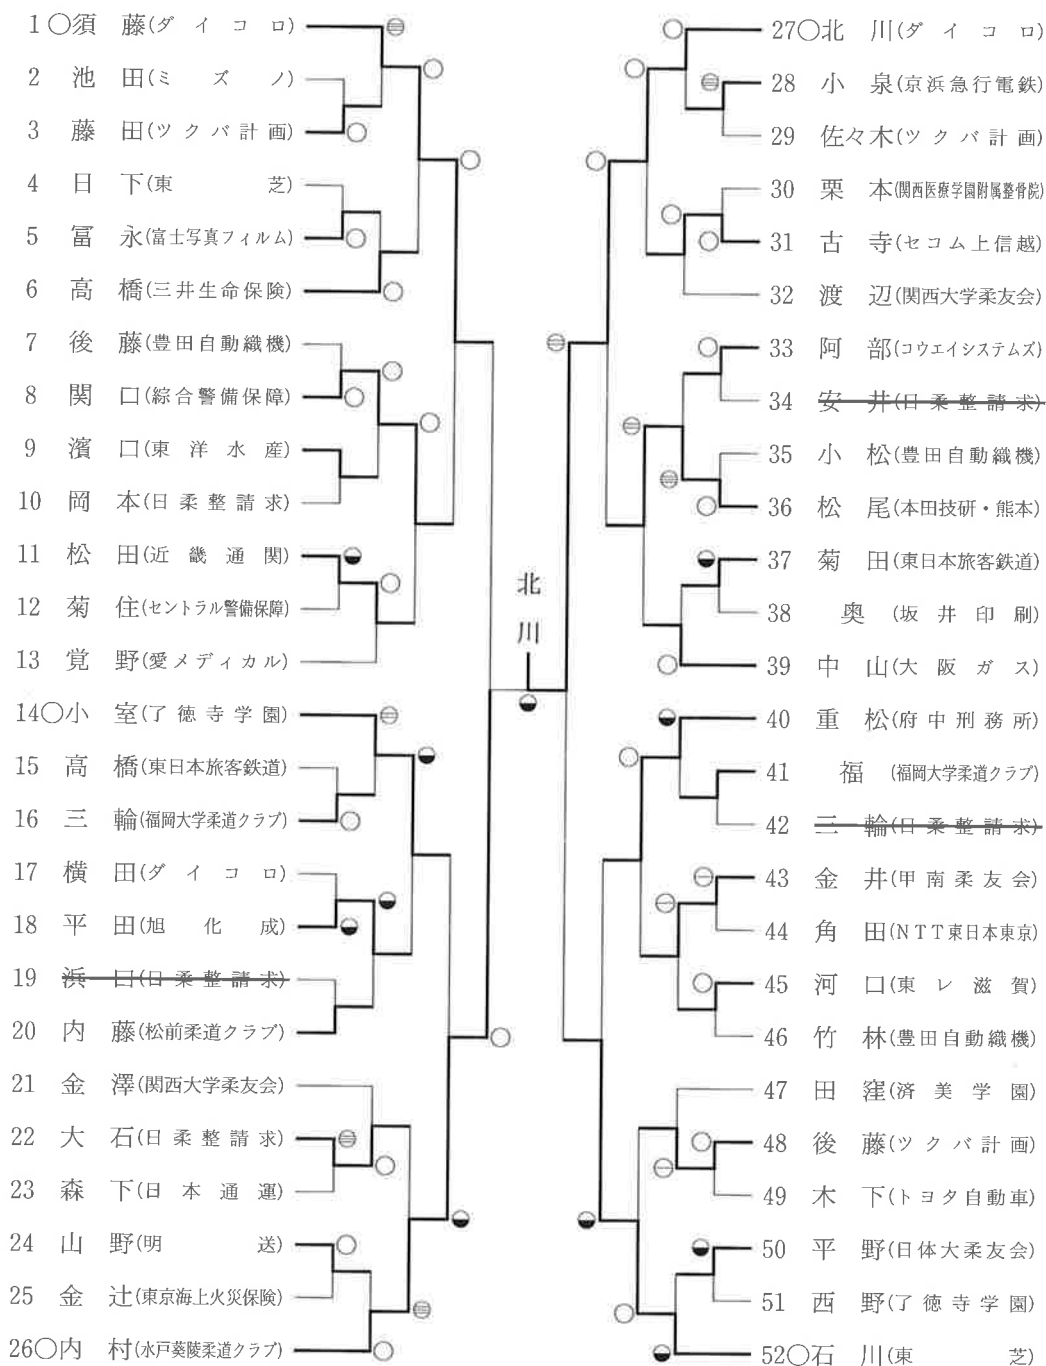 1○須藤(ダイコロ)
2 池田(ミズノ)
3 藤田(ツクバ計画)
4 日下(東芝)
5 冨永(富士写真フィルム)
6 高橋(三井生命保険)
7 後藤(豊田自動織機)
8 関口(綜合警備保障)
9 濱口(東洋水産)
10 岡本(日柔整請求)
11 松田(近畿通関)
12 菊住(セントラル警備保障)
13 覚野(愛メディカル)
14○小室(了徳寺学園)
15 高橋(東日本旅客鉄道)
16 三輪(福岡大学柔道クラブ)
17 横田(ダイコロ)
18 平田(旭化成)
19 浜口(日柔整請求)
20 内藤(松前柔道クラブ)
21 金澤(関西大学柔友会)
22 大石(日柔整請求)
23 森下(日本通運)
24 山野(明送)
25 金辻(東京海上火災保険)
26○内村(水戸葵陵柔道クラブ)
北川
27○北川(ダイコロ)
28 小泉(京浜急行電鉄)
29 佐々木(ツクバ計画)
30 栗本(関西医療学園附属整骨院)
31 古寺(セコム上信越)
32 渡辺(関西大学柔友会)
33 阿部(コウエイシステムズ)
34 安井(日柔整請求)
35 小松(豊田自動織機)
36 松尾(本田技研・熊本)
37 菊田(東日本旅客鉄道)
38 奥(坂井印刷)
39 中山(大阪ガス)
40 重松(府中刑務所)
41 福(福岡大学柔道クラブ)
42 三輪(日柔整請求)
43 金井(甲南柔友会)
44 角田(NTT東日本東京)
45 河口(東レ滋賀)
46 竹林(豊田自動織機)
47 田窪(済美学園)
48 後藤(ツクバ計画)
49 木下(トヨタ自動車)
50 平野(日体大柔友会)
51 西野(了徳寺学園)
52○石川(東芝)